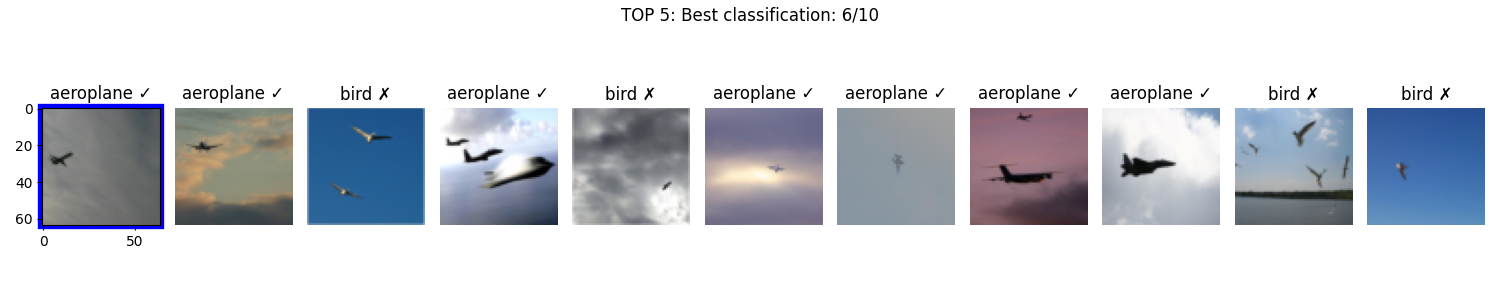 TOP 5: Best classification: 6/10
aeroplane ✓ aeroplane ✓ bird ✗ aeroplane ✓ bird ✗ aeroplane ✓ aeroplane ✓ aeroplane ✓ aeroplane ✓ bird ✗ bird ✗
0
20
40
60
0 50